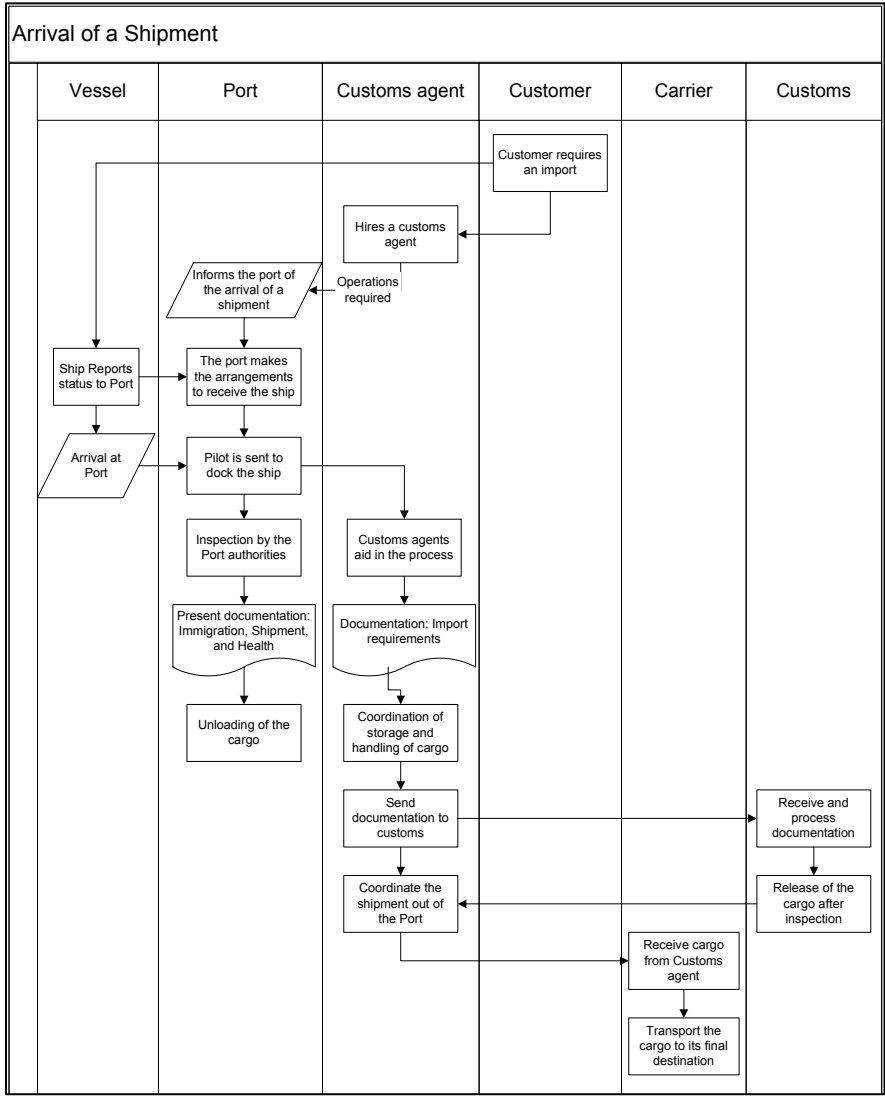 Arrival of a Shipment
Vessel
Port
Customs agent
Customer
Carrier
Customs
Customer requires
an import
Hires a customs
agent
Informs the port of
the arrival of a
shipment
Operations
required
Ship Reports
status to Port
The port makes
the arrangements
to receive the ship
Arrival at
Port
Pilot is sent to
dock the ship
Inspection by the
Port authorities
Customs agents
aid in the process
Present documentation:
Immigration, Shipment,
and Health
Documentation: Import
requirements
Unloading of the
cargo
Coordination of
storage and
handling of cargo
Send
documentation to
customs
Receive and
process
documentation
Coordinate the
shipment out of
the Port
Release of the
cargo after
inspection
Receive cargo
from Customs
agent
Transport the
cargo to its final
destination